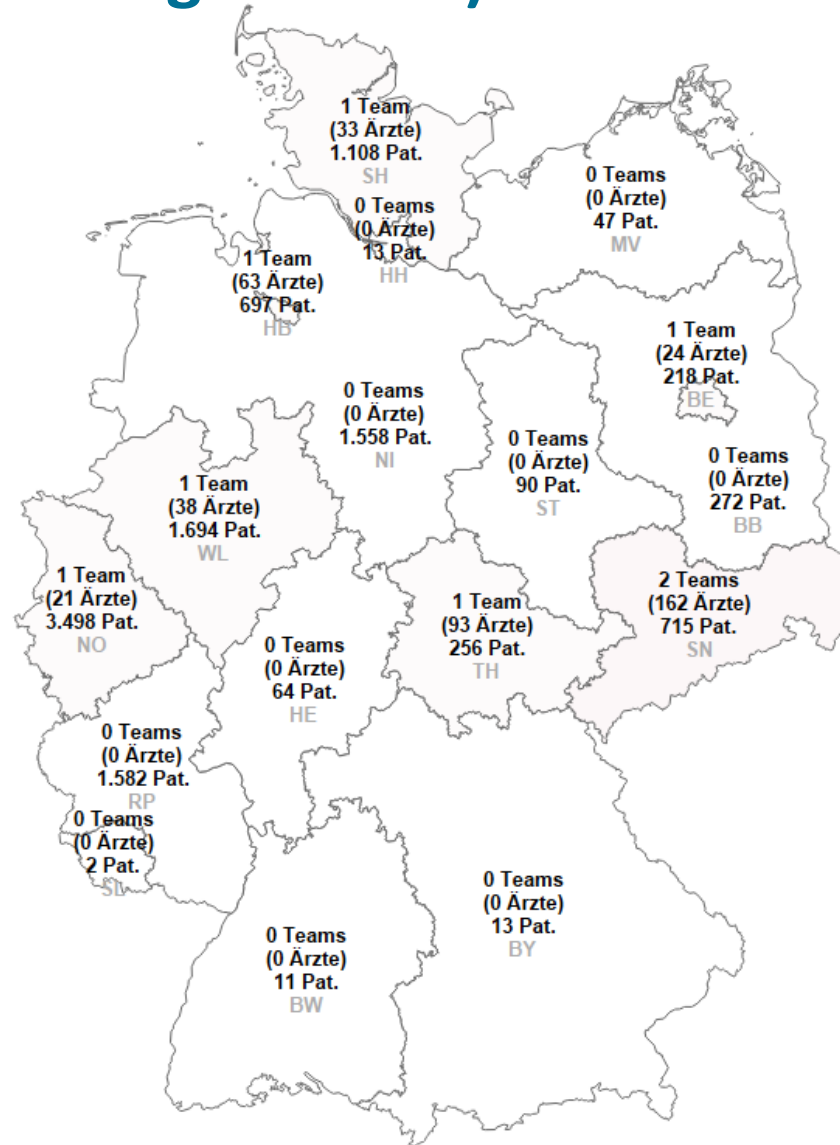 1 Team
(33 Ärzte)
1.108 Pat.
SH
0 Teams
(0 Ärzte)
47 Pat.
MV
0 Teams
(0 Ärzte)
13 Pat.
HH
1 Team
(63 Ärzte)
697 Pat.
HB
1 Team
(24 Ärzte)
218 Pat.
BE
0 Teams
(0 Ärzte)
1.558 Pat.
NI
0 Teams
(0 Ärzte)
90 Pat.
ST
0 Teams
(0 Ärzte)
272 Pat.
BB
1 Team
(38 Ärzte)
1.694 Pat.
WL
1 Team
(21 Ärzte)
3.498 Pat.
NO
2 Teams
(162 Ärzte)
715 Pat.
SN
1 Team
(93 Ärzte)
256 Pat.
TH
0 Teams
(0 Ärzte)
64 Pat.
HE
0 Teams
(0 Ärzte)
1.582 Pat.
RP
0 Teams
(0 Ärzte)
2 Pat.
SL
0 Teams
(0 Ärzte)
13 Pat.
BY
0 Teams
(0 Ärzte)
11 Pat.
BW